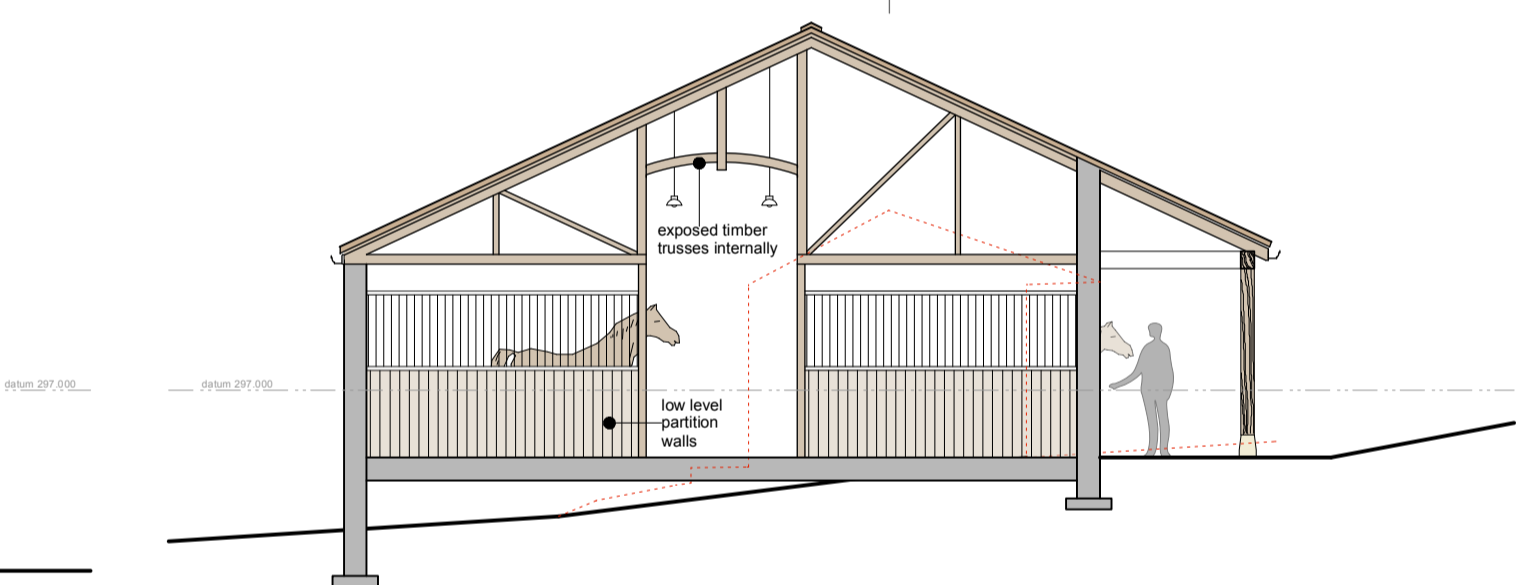 exposed timber
trusses internally
datum 297.000
datum 297.000
low level
partition
walls